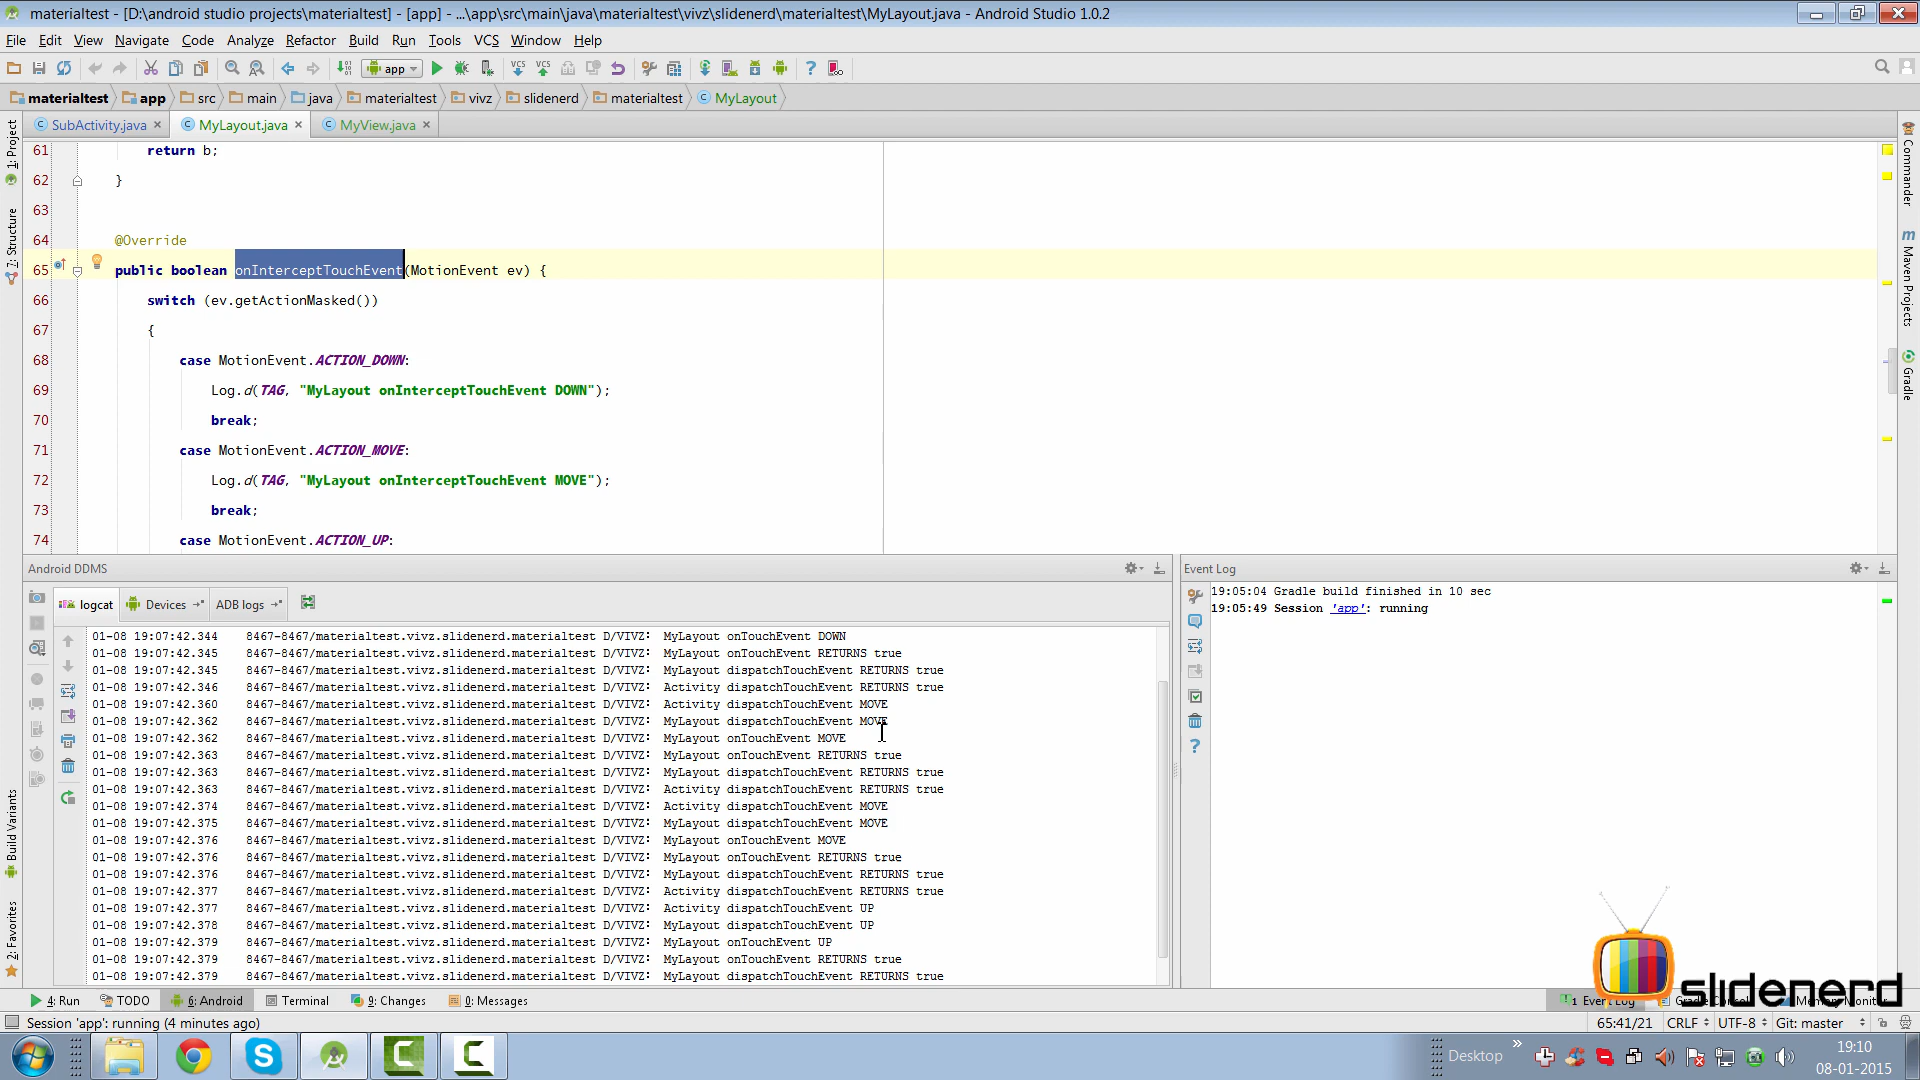 materialtest - [D:\android studio projects\materialtest] - [app] - ...\app\src\main\java\materialtest\vivz\slidenerd\materialtest\MyLayout.java - Android Studio 1.0.2
File Edit View Navigate Code Analyze Refactor Build Run Tools VCS Window Help
app
materialtest app src main java materialtest vivz slidenerd materialtest MyLayout
SubActivity.java MyLayout.java MyView.java
1: Project
7: Structure
Build Variants
2: Favorites
Commander
Maven Projects
Gradle
61 return b;
62 }
63
64 @Override
65 public boolean onInterceptTouchEvent(MotionEvent ev) {
66 switch (ev.getActionMasked())
67 {
68 case MotionEvent.ACTION_DOWN:
69 Log.d(TAG, "MyLayout onInterceptTouchEvent DOWN");
70 break;
71 case MotionEvent.ACTION_MOVE:
72 Log.d(TAG, "MyLayout onInterceptTouchEvent MOVE");
73 break;
74 case MotionEvent.ACTION_UP:
Android DDMS
logcat Devices ADB logs
01-08 19:07:42.344 8467-8467/materialtest.vivz.slidenerd.materialtest D/VIVZ: MyLayout onTouchEvent DOWN
01-08 19:07:42.345 8467-8467/materialtest.vivz.slidenerd.materialtest D/VIVZ: MyLayout onTouchEvent RETURNS true
01-08 19:07:42.345 8467-8467/materialtest.vivz.slidenerd.materialtest D/VIVZ: MyLayout dispatchTouchEvent RETURNS true
01-08 19:07:42.346 8467-8467/materialtest.vivz.slidenerd.materialtest D/VIVZ: Activity dispatchTouchEvent RETURNS true
01-08 19:07:42.360 8467-8467/materialtest.vivz.slidenerd.materialtest D/VIVZ: Activity dispatchTouchEvent MOVE
01-08 19:07:42.362 8467-8467/materialtest.vivz.slidenerd.materialtest D/VIVZ: MyLayout dispatchTouchEvent MOVE
01-08 19:07:42.362 8467-8467/materialtest.vivz.slidenerd.materialtest D/VIVZ: MyLayout onTouchEvent MOVE
01-08 19:07:42.363 8467-8467/materialtest.vivz.slidenerd.materialtest D/VIVZ: MyLayout onTouchEvent RETURNS true
01-08 19:07:42.363 8467-8467/materialtest.vivz.slidenerd.materialtest D/VIVZ: MyLayout dispatchTouchEvent RETURNS true
01-08 19:07:42.363 8467-8467/materialtest.vivz.slidenerd.materialtest D/VIVZ: Activity dispatchTouchEvent RETURNS true
01-08 19:07:42.374 8467-8467/materialtest.vivz.slidenerd.materialtest D/VIVZ: Activity dispatchTouchEvent MOVE
01-08 19:07:42.375 8467-8467/materialtest.vivz.slidenerd.materialtest D/VIVZ: MyLayout dispatchTouchEvent MOVE
01-08 19:07:42.376 8467-8467/materialtest.vivz.slidenerd.materialtest D/VIVZ: MyLayout onTouchEvent MOVE
01-08 19:07:42.376 8467-8467/materialtest.vivz.slidenerd.materialtest D/VIVZ: MyLayout onTouchEvent RETURNS true
01-08 19:07:42.376 8467-8467/materialtest.vivz.slidenerd.materialtest D/VIVZ: MyLayout dispatchTouchEvent RETURNS true
01-08 19:07:42.377 8467-8467/materialtest.vivz.slidenerd.materialtest D/VIVZ: Activity dispatchTouchEvent RETURNS true
01-08 19:07:42.377 8467-8467/materialtest.vivz.slidenerd.materialtest D/VIVZ: Activity dispatchTouchEvent UP
01-08 19:07:42.378 8467-8467/materialtest.vivz.slidenerd.materialtest D/VIVZ: MyLayout dispatchTouchEvent UP
01-08 19:07:42.379 8467-8467/materialtest.vivz.slidenerd.materialtest D/VIVZ: MyLayout onTouchEvent UP
01-08 19:07:42.379 8467-8467/materialtest.vivz.slidenerd.materialtest D/VIVZ: MyLayout onTouchEvent RETURNS true
01-08 19:07:42.379 8467-8467/materialtest.vivz.slidenerd.materialtest D/VIVZ: MyLayout dispatchTouchEvent RETURNS true
Event Log
19:05:04 Gradle build finished in 10 sec
19:05:49 Session 'app': running
slidenerd
4: Run TODO 6: Android Terminal 9: Changes 0: Messages 1 Event Log
Session 'app': running (4 minutes ago) 65:41/21 CRLF UTF-8 Git: master
Desktop
19:10
08-01-2015